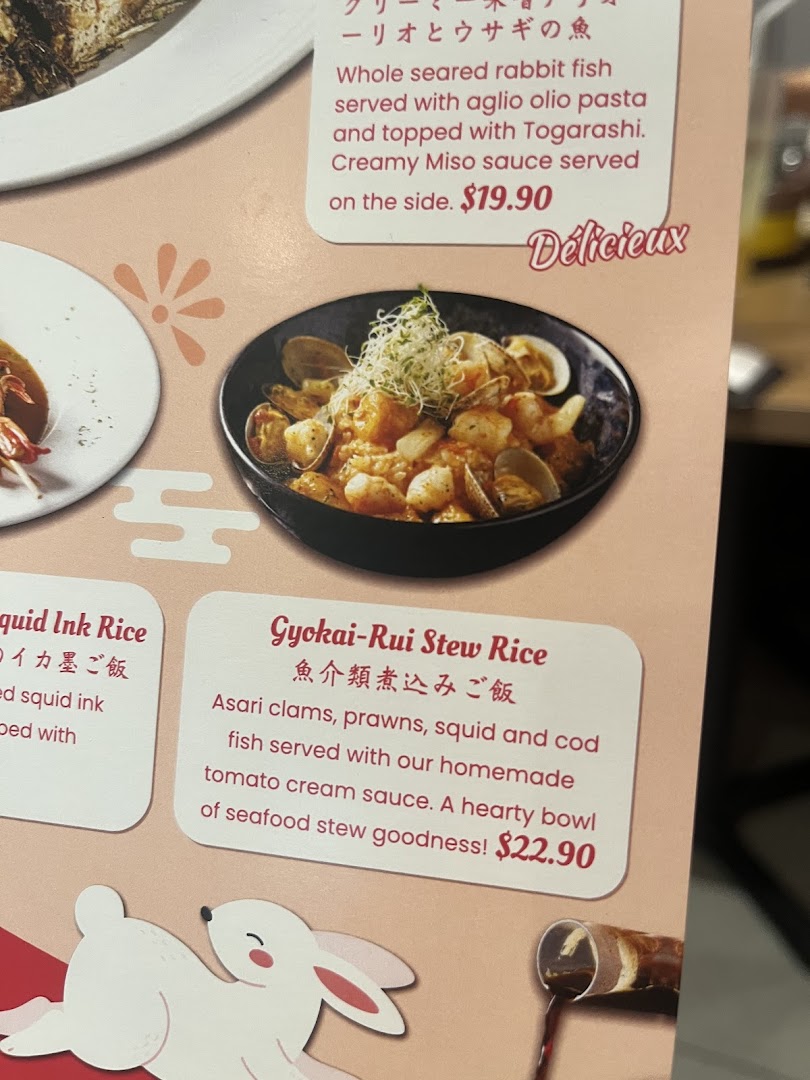 ーリオとウサギの魚
Whole seared rabbit fish
served with aglio olio pasta
and topped with Togarashi.
Creamy Miso sauce served
on the side. $19.90
Délicieux
Ink Rice
イカ墨ご飯
squid ink
with
Gyokai-Rui Stew Rice
魚介類煮込みご飯
Asari clams, prawns, squid and cod
fish served with our homemade
tomato cream sauce. A hearty bowl
of seafood stew goodness! $22.90